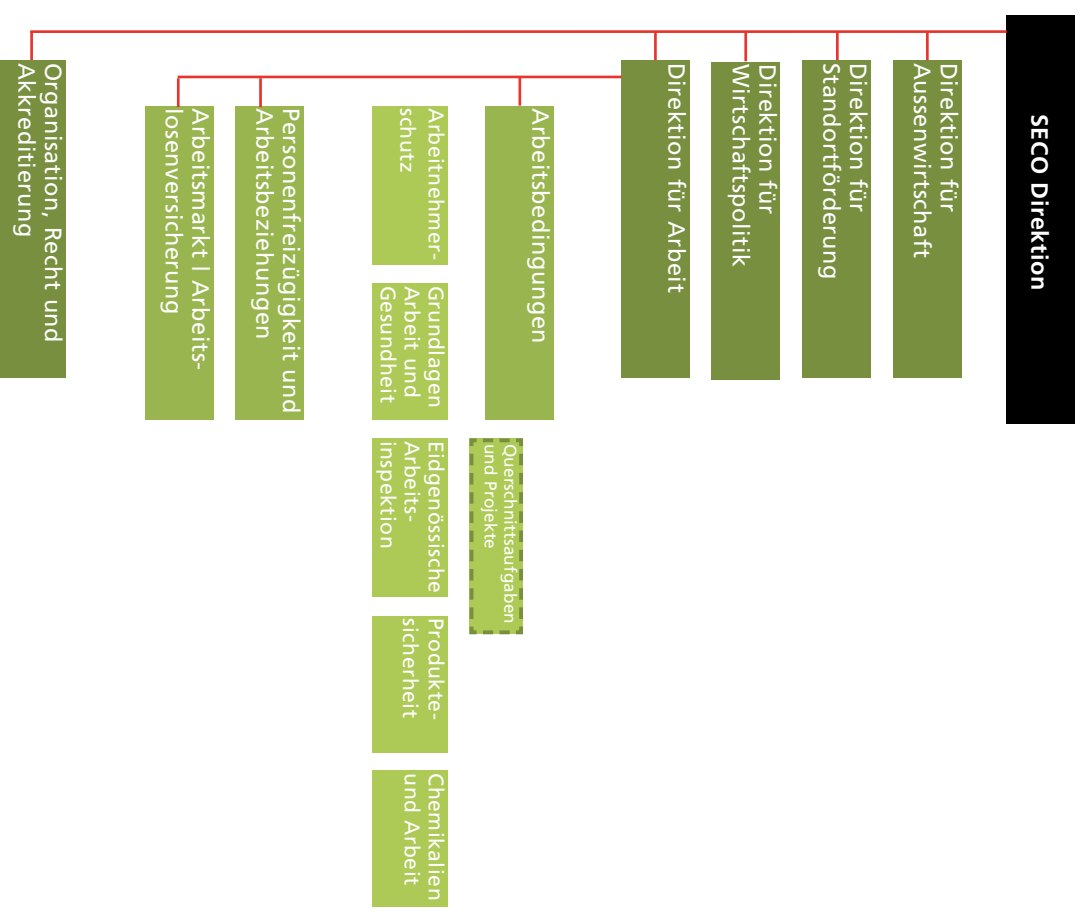 SECO Direktion
Direktion für
Aussenwirtschaft
Direktion für
Standortförderung
Direktion für
Wirtschaftspolitik
Direktion für Arbeit
Arbeitsbedingungen
Querschnittsaufgaben
und Projekte
Arbeitnehmer-
schutz
Grundlagen
Arbeit und
Gesundheit
Eidgenössische
Arbeits-
inspektion
Produkte-
sicherheit
Chemikalien
und Arbeit
Personenfreizügigkeit und
Arbeitsbeziehungen
Arbeitsmarkt | Arbeits-
losenversicherung
Organisation, Recht und
Akkreditierung